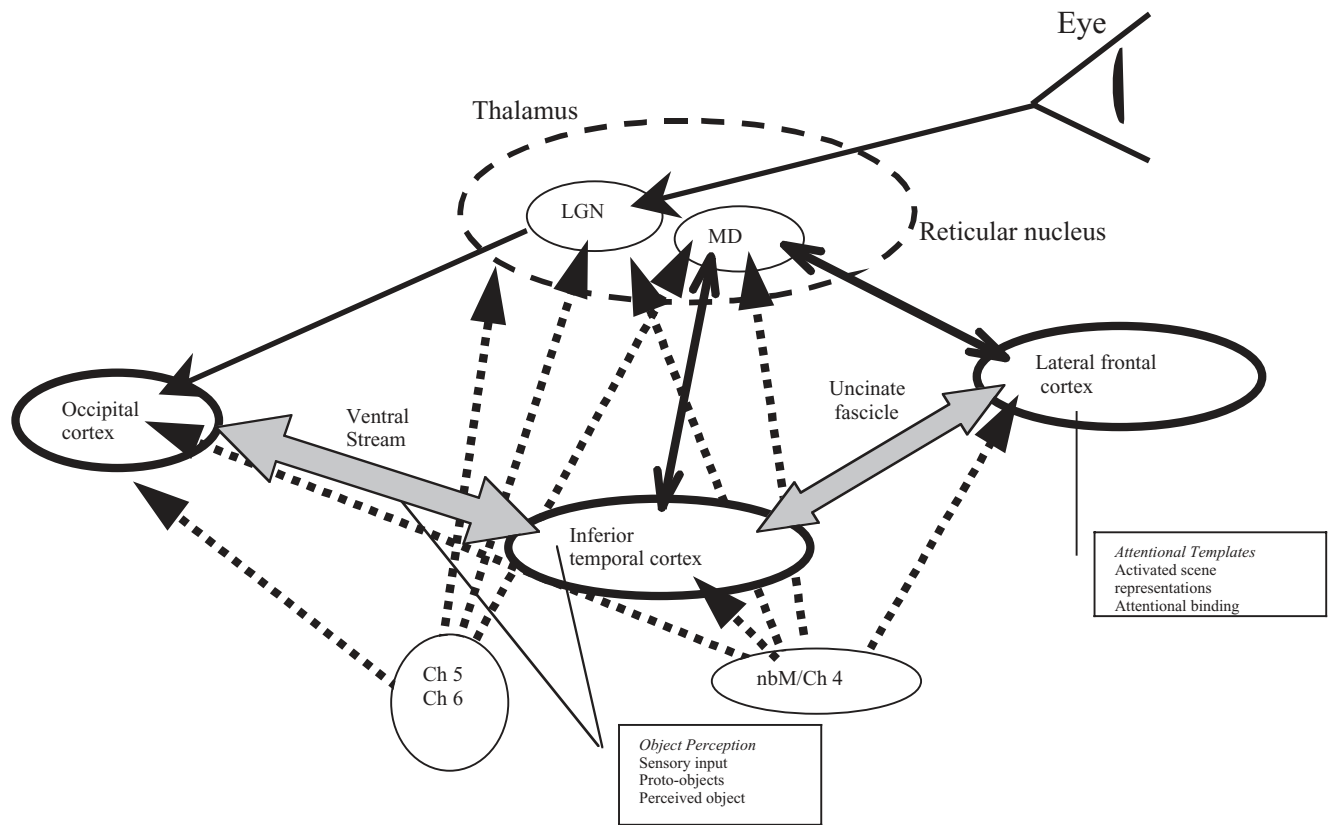 Eye
Thalamus
LGN
MD
Reticular nucleus
Lateral frontal
cortex
Uncinate
fascicle
Occipital
cortex
Ventral
Stream
Inferior
temporal cortex
Attentional Templates
Activated scene
representations
Attentional binding
Ch 5
Ch 6
nbM/Ch 4
Object Perception
Sensory input
Proto-objects
Perceived object